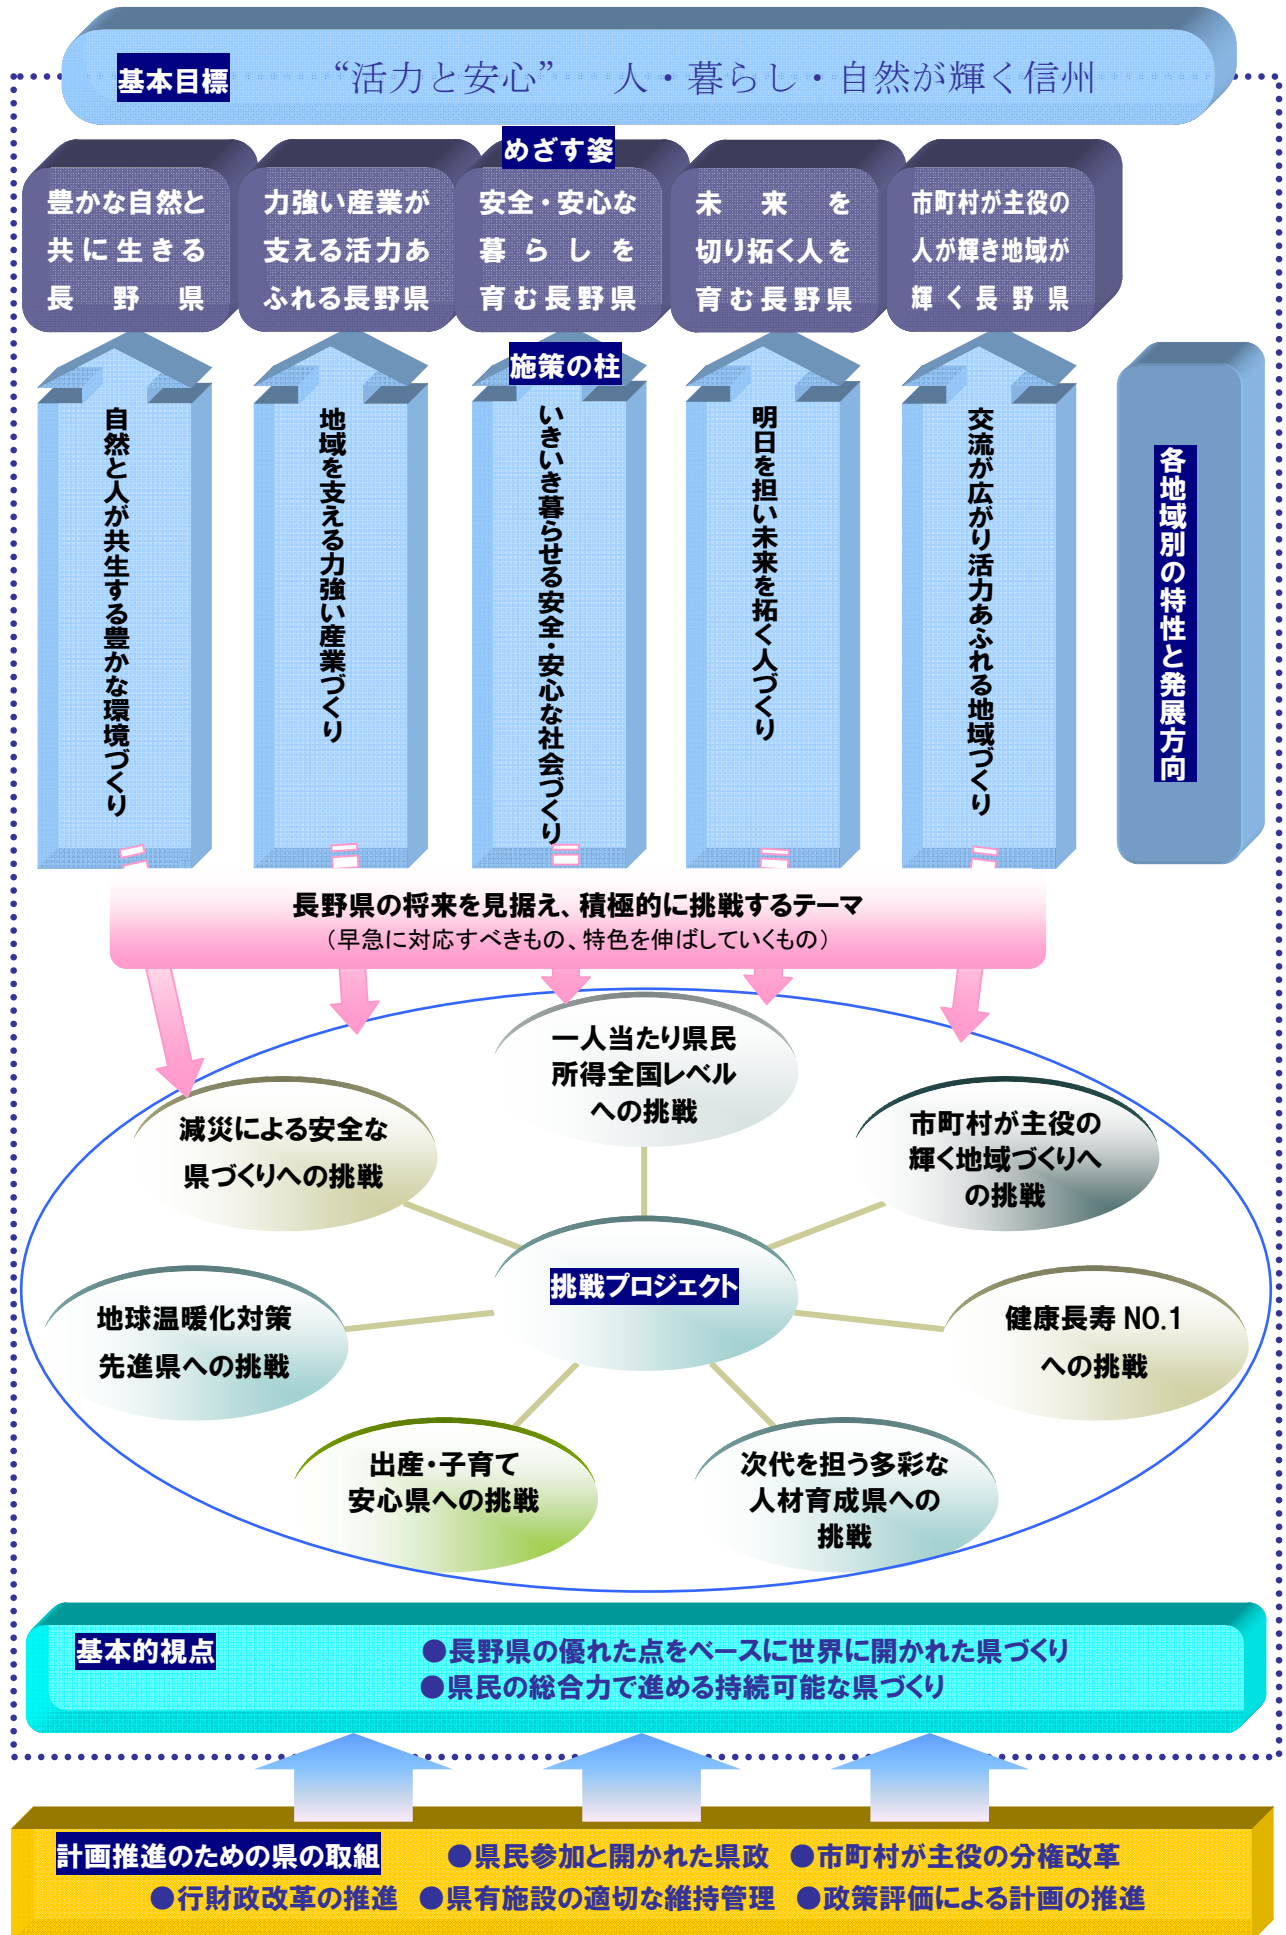 基本目標　“活力と安心”　人・暮らし・自然が輝く信州
めざす姿
豊かな自然と
共に生きる
長野県
力強い産業が
支える活力あ
ふれる長野県
安全・安心な
暮らしを
育む長野県
未来を
切り拓く人を
育む長野県
市町村が主役の
人が輝き地域が
輝く長野県
施策の柱
自然と人が共生する豊かな環境づくり
地域を支える力強い産業づくり
いきいき暮らせる安全・安心な社会づくり
明日を担い未来を拓く人づくり
交流が広がり活力あふれる地域づくり
各地域別の特性と発展方向
長野県の将来を見据え、積極的に挑戦するテーマ
（早急に対応すべきもの、特色を伸ばしていくもの）
一人当たり県民
所得全国レベル
への挑戦
減災による安全な
県づくりへの挑戦
市町村が主役の
輝く地域づくりへ
の挑戦
挑戦プロジェクト
地球温暖化対策
先進県への挑戦
健康長寿 NO.1
への挑戦
出産・子育て
安心県への挑戦
次代を担う多彩な
人材育成県への
挑戦
基本的視点　●長野県の優れた点をベースに世界に開かれた県づくり
●県民の総合力で進める持続可能な県づくり
計画推進のための県の取組　●県民参加と開かれた県政　●市町村が主役の分権改革
●行財政改革の推進　●県有施設の適切な維持管理　●政策評価による計画の推進